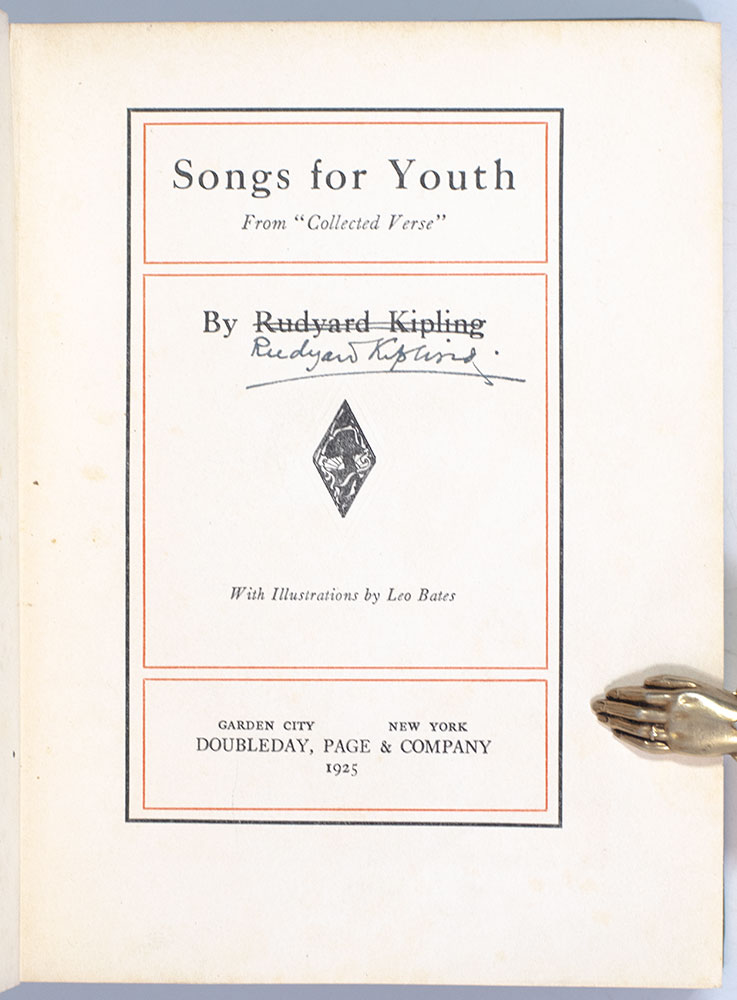 Songs for Youth
From "Collected Verse"
By Rudyard Kipling
Rudyard Kipling.
With Illustrations by Leo Bates
GARDEN CITY NEW YORK
DOUBLEDAY, PAGE & COMPANY
1925